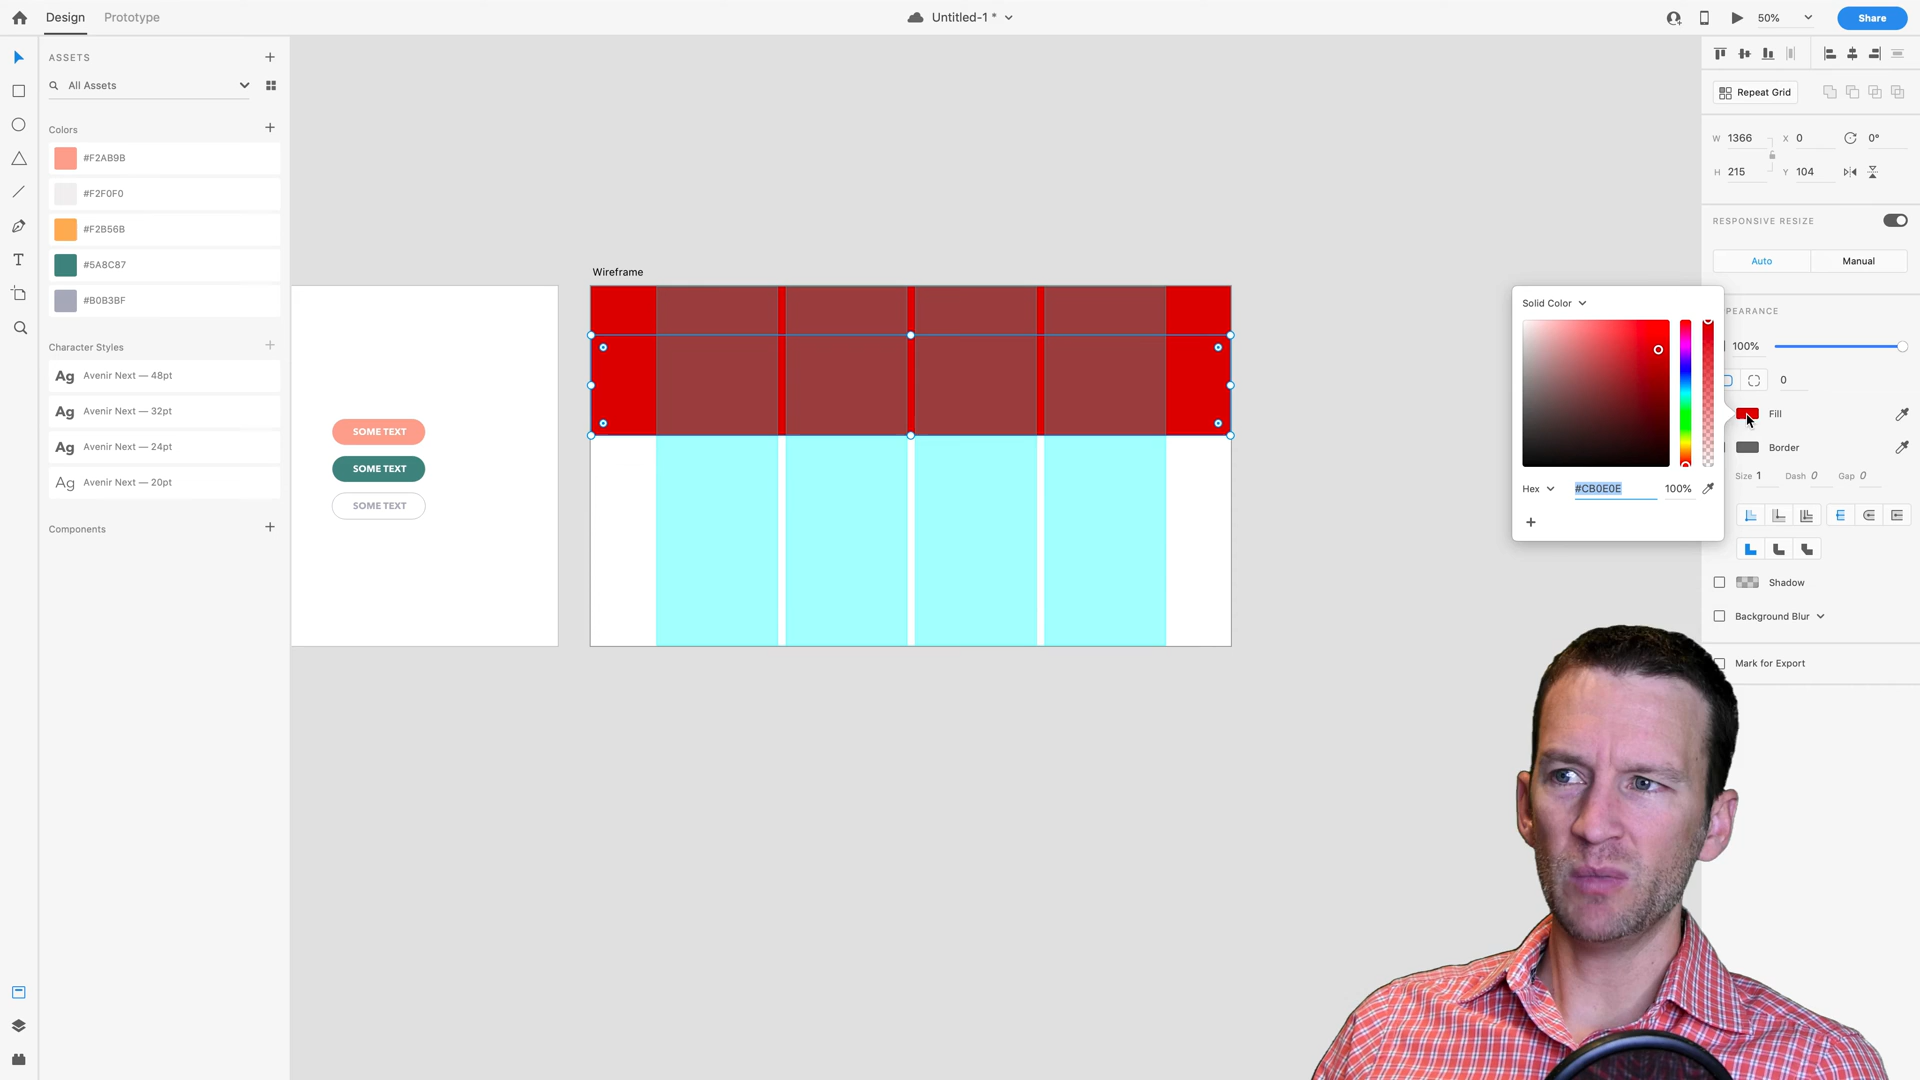 Design Prototype
Untitled-1 *
50%
Share
ASSETS
All Assets
Colors
#F2AB9B
#F2F0F0
#F2B56B
#5A8C87
#B0B3BF
Character Styles
Ag Avenir Next — 48pt
Ag Avenir Next — 32pt
Ag Avenir Next — 24pt
Ag Avenir Next — 20pt
Components
SOME TEXT
SOME TEXT
SOME TEXT
Wireframe
Solid Color
Hex #CB0E0E 100%
Repeat Grid
W 1366 X 0 0°
H 215 Y 104
RESPONSIVE RESIZE
Auto Manual
PEARANCE
100%
0
Fill
Border
Size 1 Dash 0 Gap 0
Shadow
Background Blur
Mark for Export